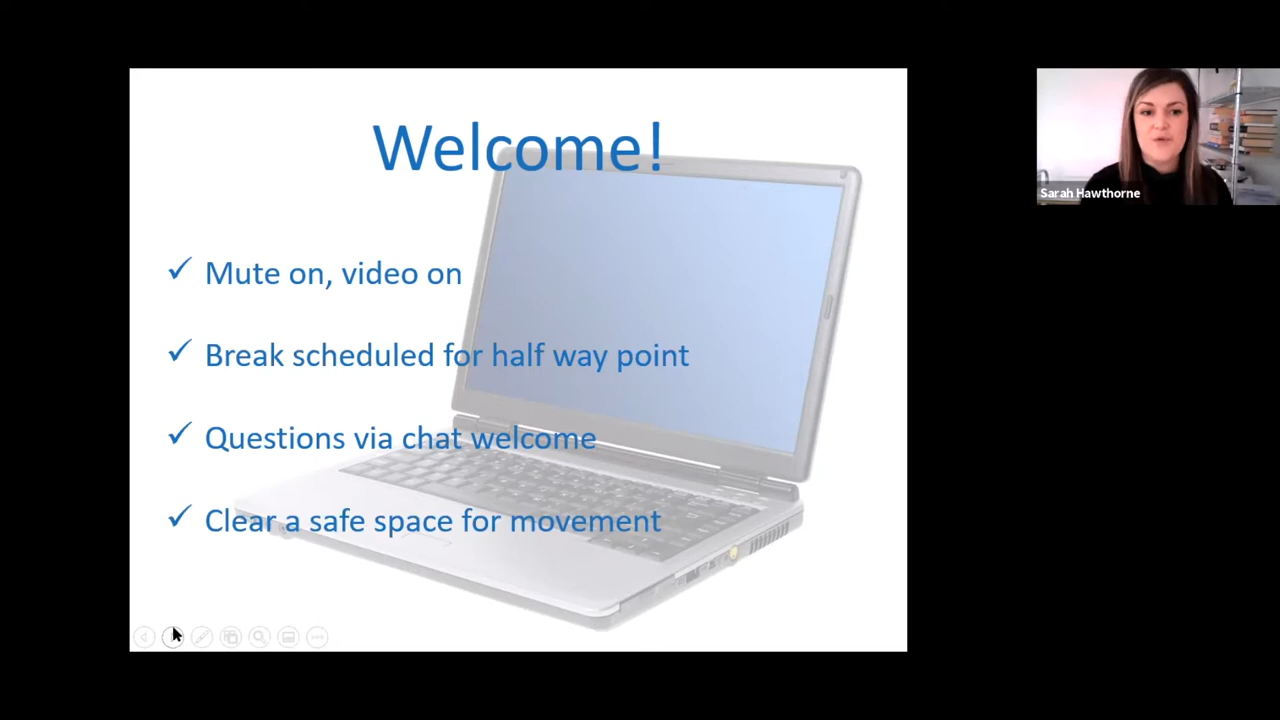 Welcome!
Mute on, video on
Break scheduled for half way point
Questions via chat welcome
Clear a safe space for movement
Sarah Hawthorne